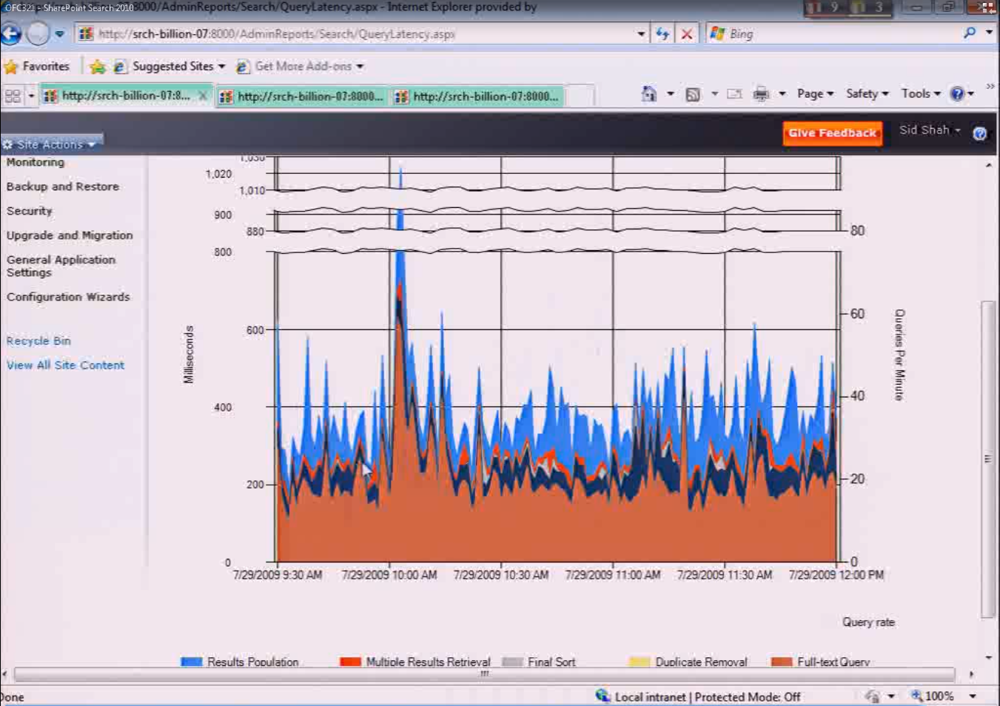 OFC321 - SharePoint Search 2010
8000/AdminReports/Search/QueryLatency.aspx - Internet Explorer provided by
9 3
http://srch-billion-07:8000/AdminReports/Search/QueryLatency.aspx
Bing
Favorites Suggested Sites Get More Add-ons
http://srch-billion-07:8... http://srch-billion-07:8000... http://srch-billion-07:8000...
Page Safety Tools
Site Actions
Give Feedback
Sid Shah
Monitoring
Backup and Restore
Security
Upgrade and Migration
General Application
Settings
Configuration Wizards
Recycle Bin
View All Site Content
1,030
1,020
1,010
900
880
800
600
400
200
0
Milliseconds
80
60
40
20
0
Queries Per Minute
7/29/2009 9:30 AM 7/29/2009 10:00 AM 7/29/2009 10:30 AM 7/29/2009 11:00 AM 7/29/2009 11:30 AM 7/29/2009 12:00 PM
Query rate
Results Population Multiple Results Retrieval Final Sort Duplicate Removal Full-text Query
Done
Local intranet | Protected Mode: Off
100%